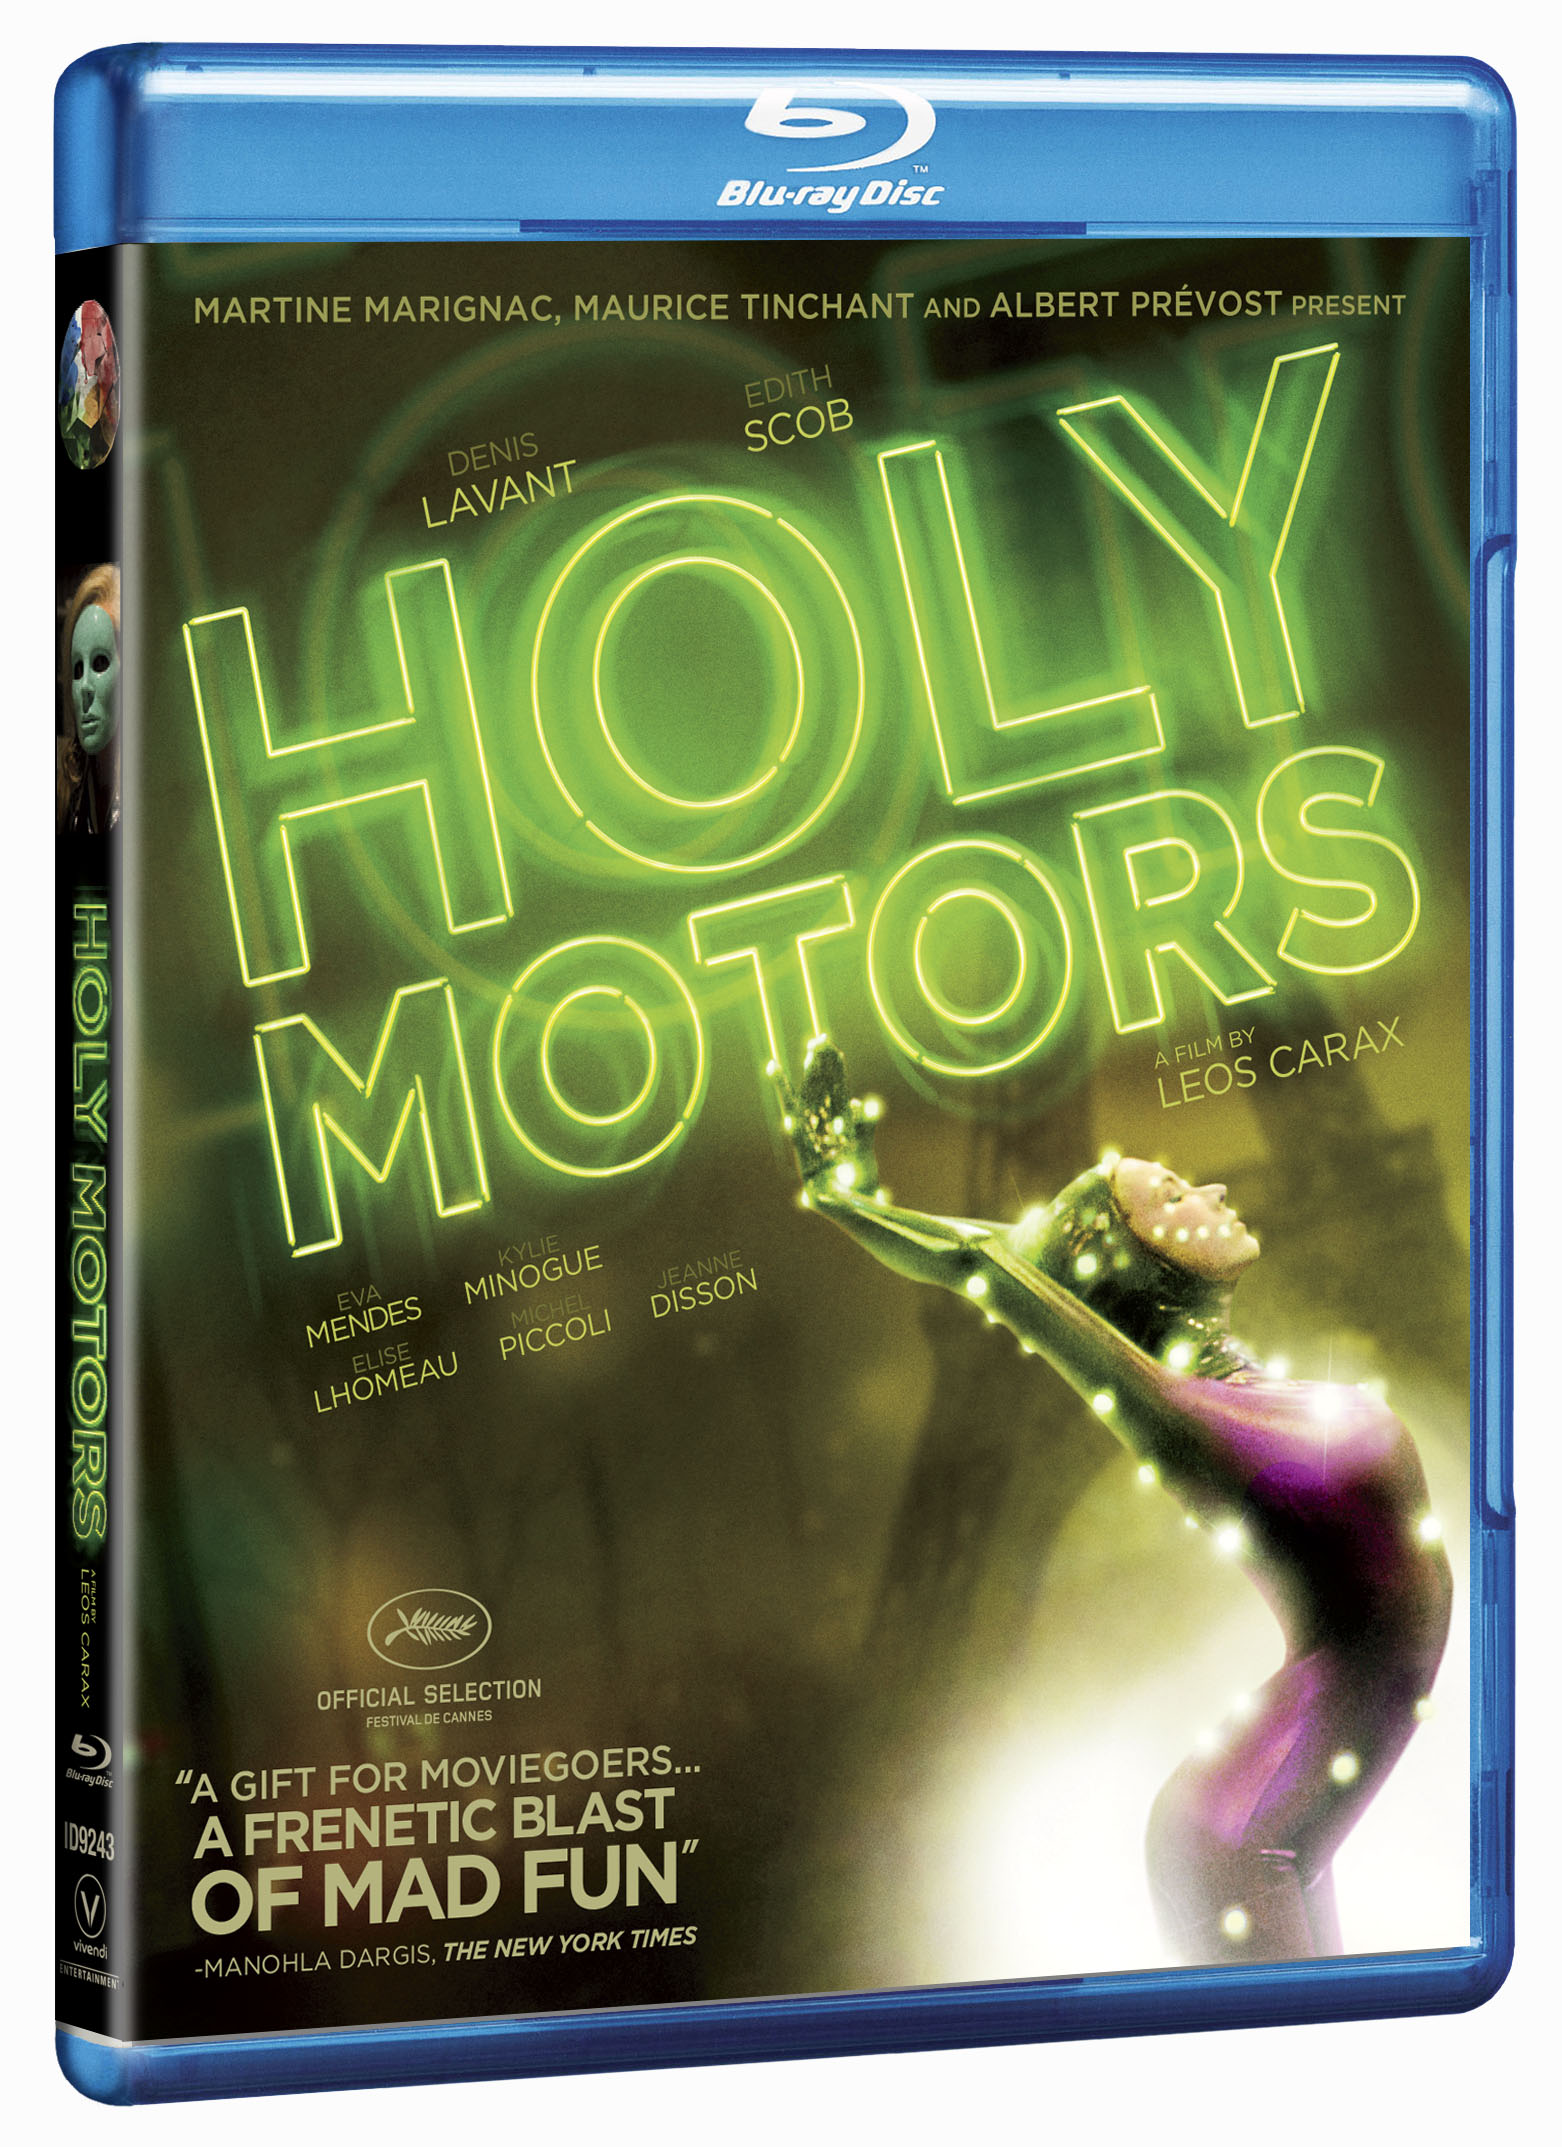 Blu-ray Disc™
MARTINE MARIGNAC, MAURICE TINCHANT AND ALBERT PRÉVOST PRESENT
DENIS
LAVANT
EDITH
SCOB
HOLY
MOTORS
A FILM BY
LEOS CARAX
EVA
MENDES
KYLIE
MINOGUE
JEANNE
DISSON
ELISE
LHOMEAU
MICHEL
PICCOLI
OFFICIAL SELECTION
FESTIVAL DE CANNES
“A GIFT FOR MOVIEGOERS...
A FRENETIC BLAST
OF MAD FUN”
-MANOHLA DARGIS, THE NEW YORK TIMES
HOLY MOTORS
A FILM BY
LEOS CARAX
Blu-ray Disc™
ID9243
V
vivendi
ENTERTAINMENT